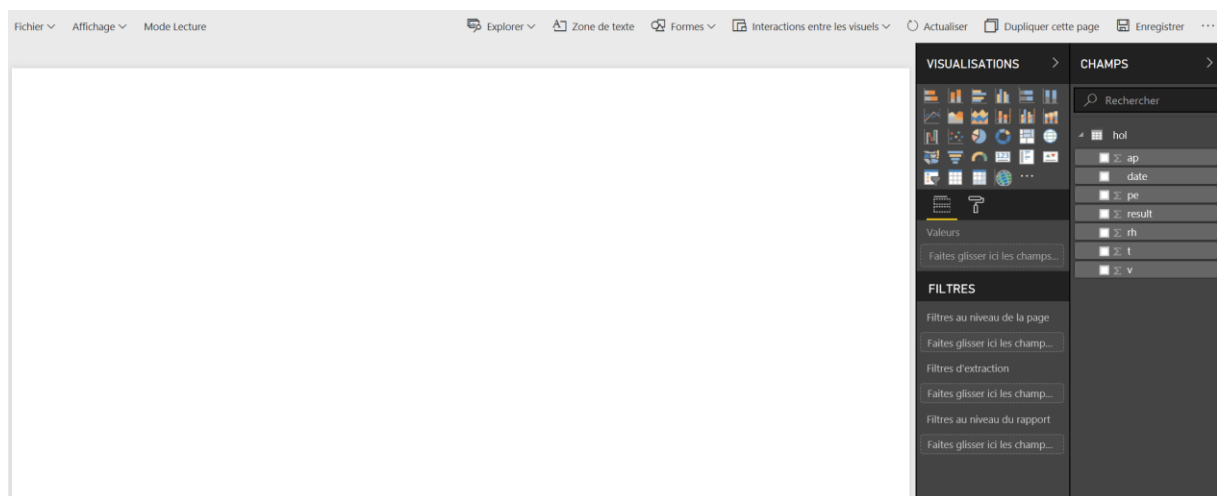 Fichier Affichage Mode Lecture Explorer Zone de texte Formes Interactions entre les visuels Actualiser Dupliquer cette page Enregistrer ...
VISUALISATIONS
123
Valeurs
Faites glisser ici les champs...
FILTRES
Filtres au niveau de la page
Faites glisser ici les champ...
Filtres d'extraction
Faites glisser ici les champ...
Filtres au niveau du rapport
Faites glisser ici les champ...
CHAMPS
Rechercher
hol
Σ ap
date
Σ pe
Σ result
Σ rh
Σ t
Σ v